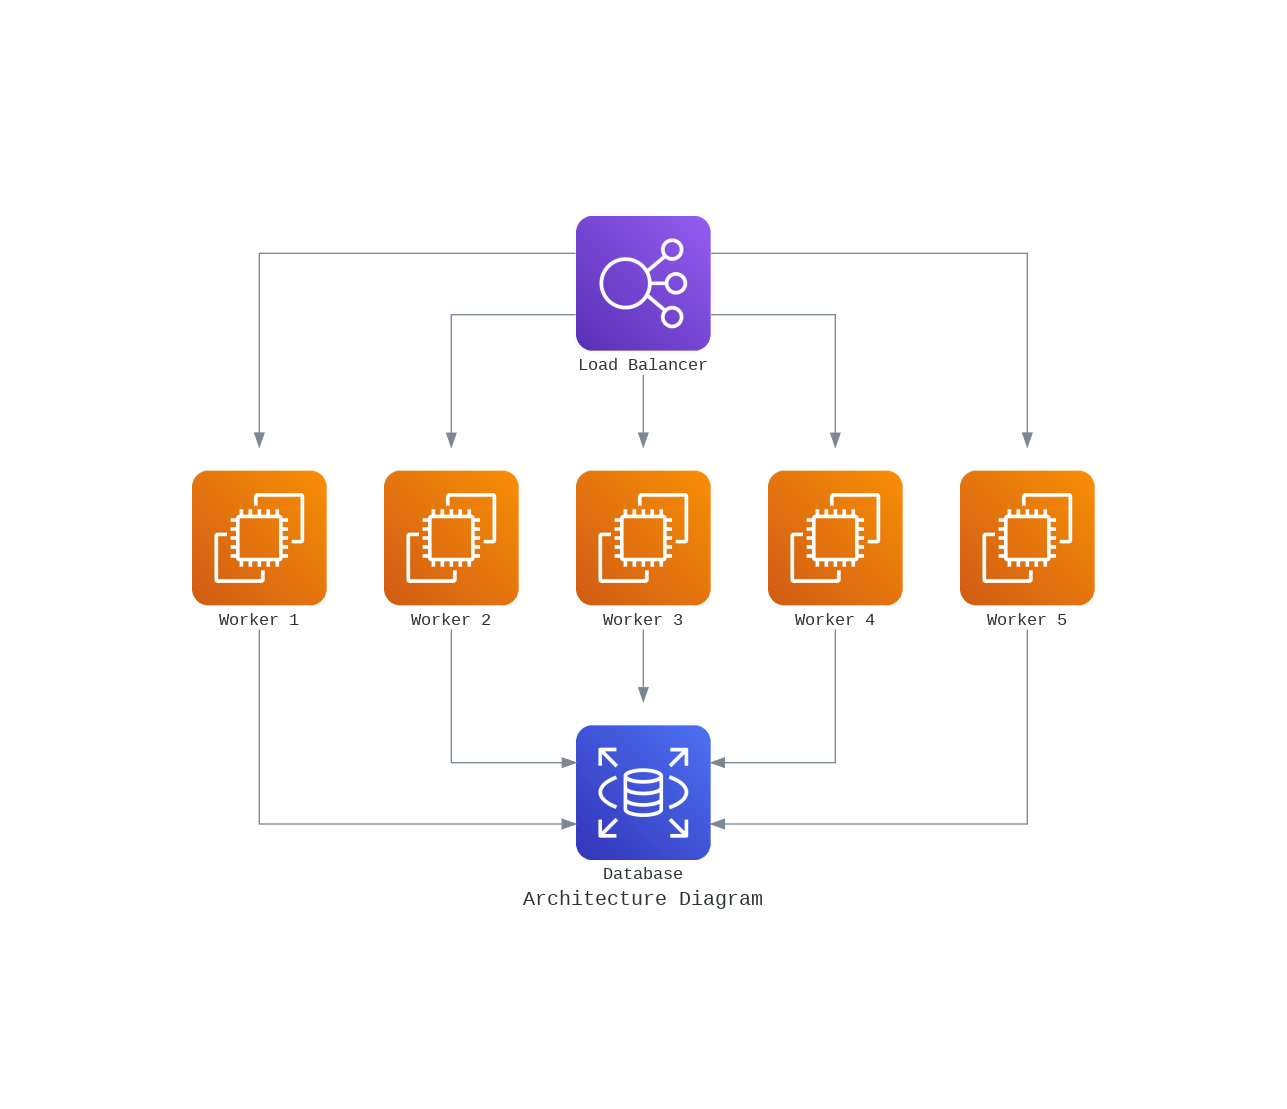 Load Balancer
Worker 1
Worker 2
Worker 3
Worker 4
Worker 5
Database
Architecture Diagram